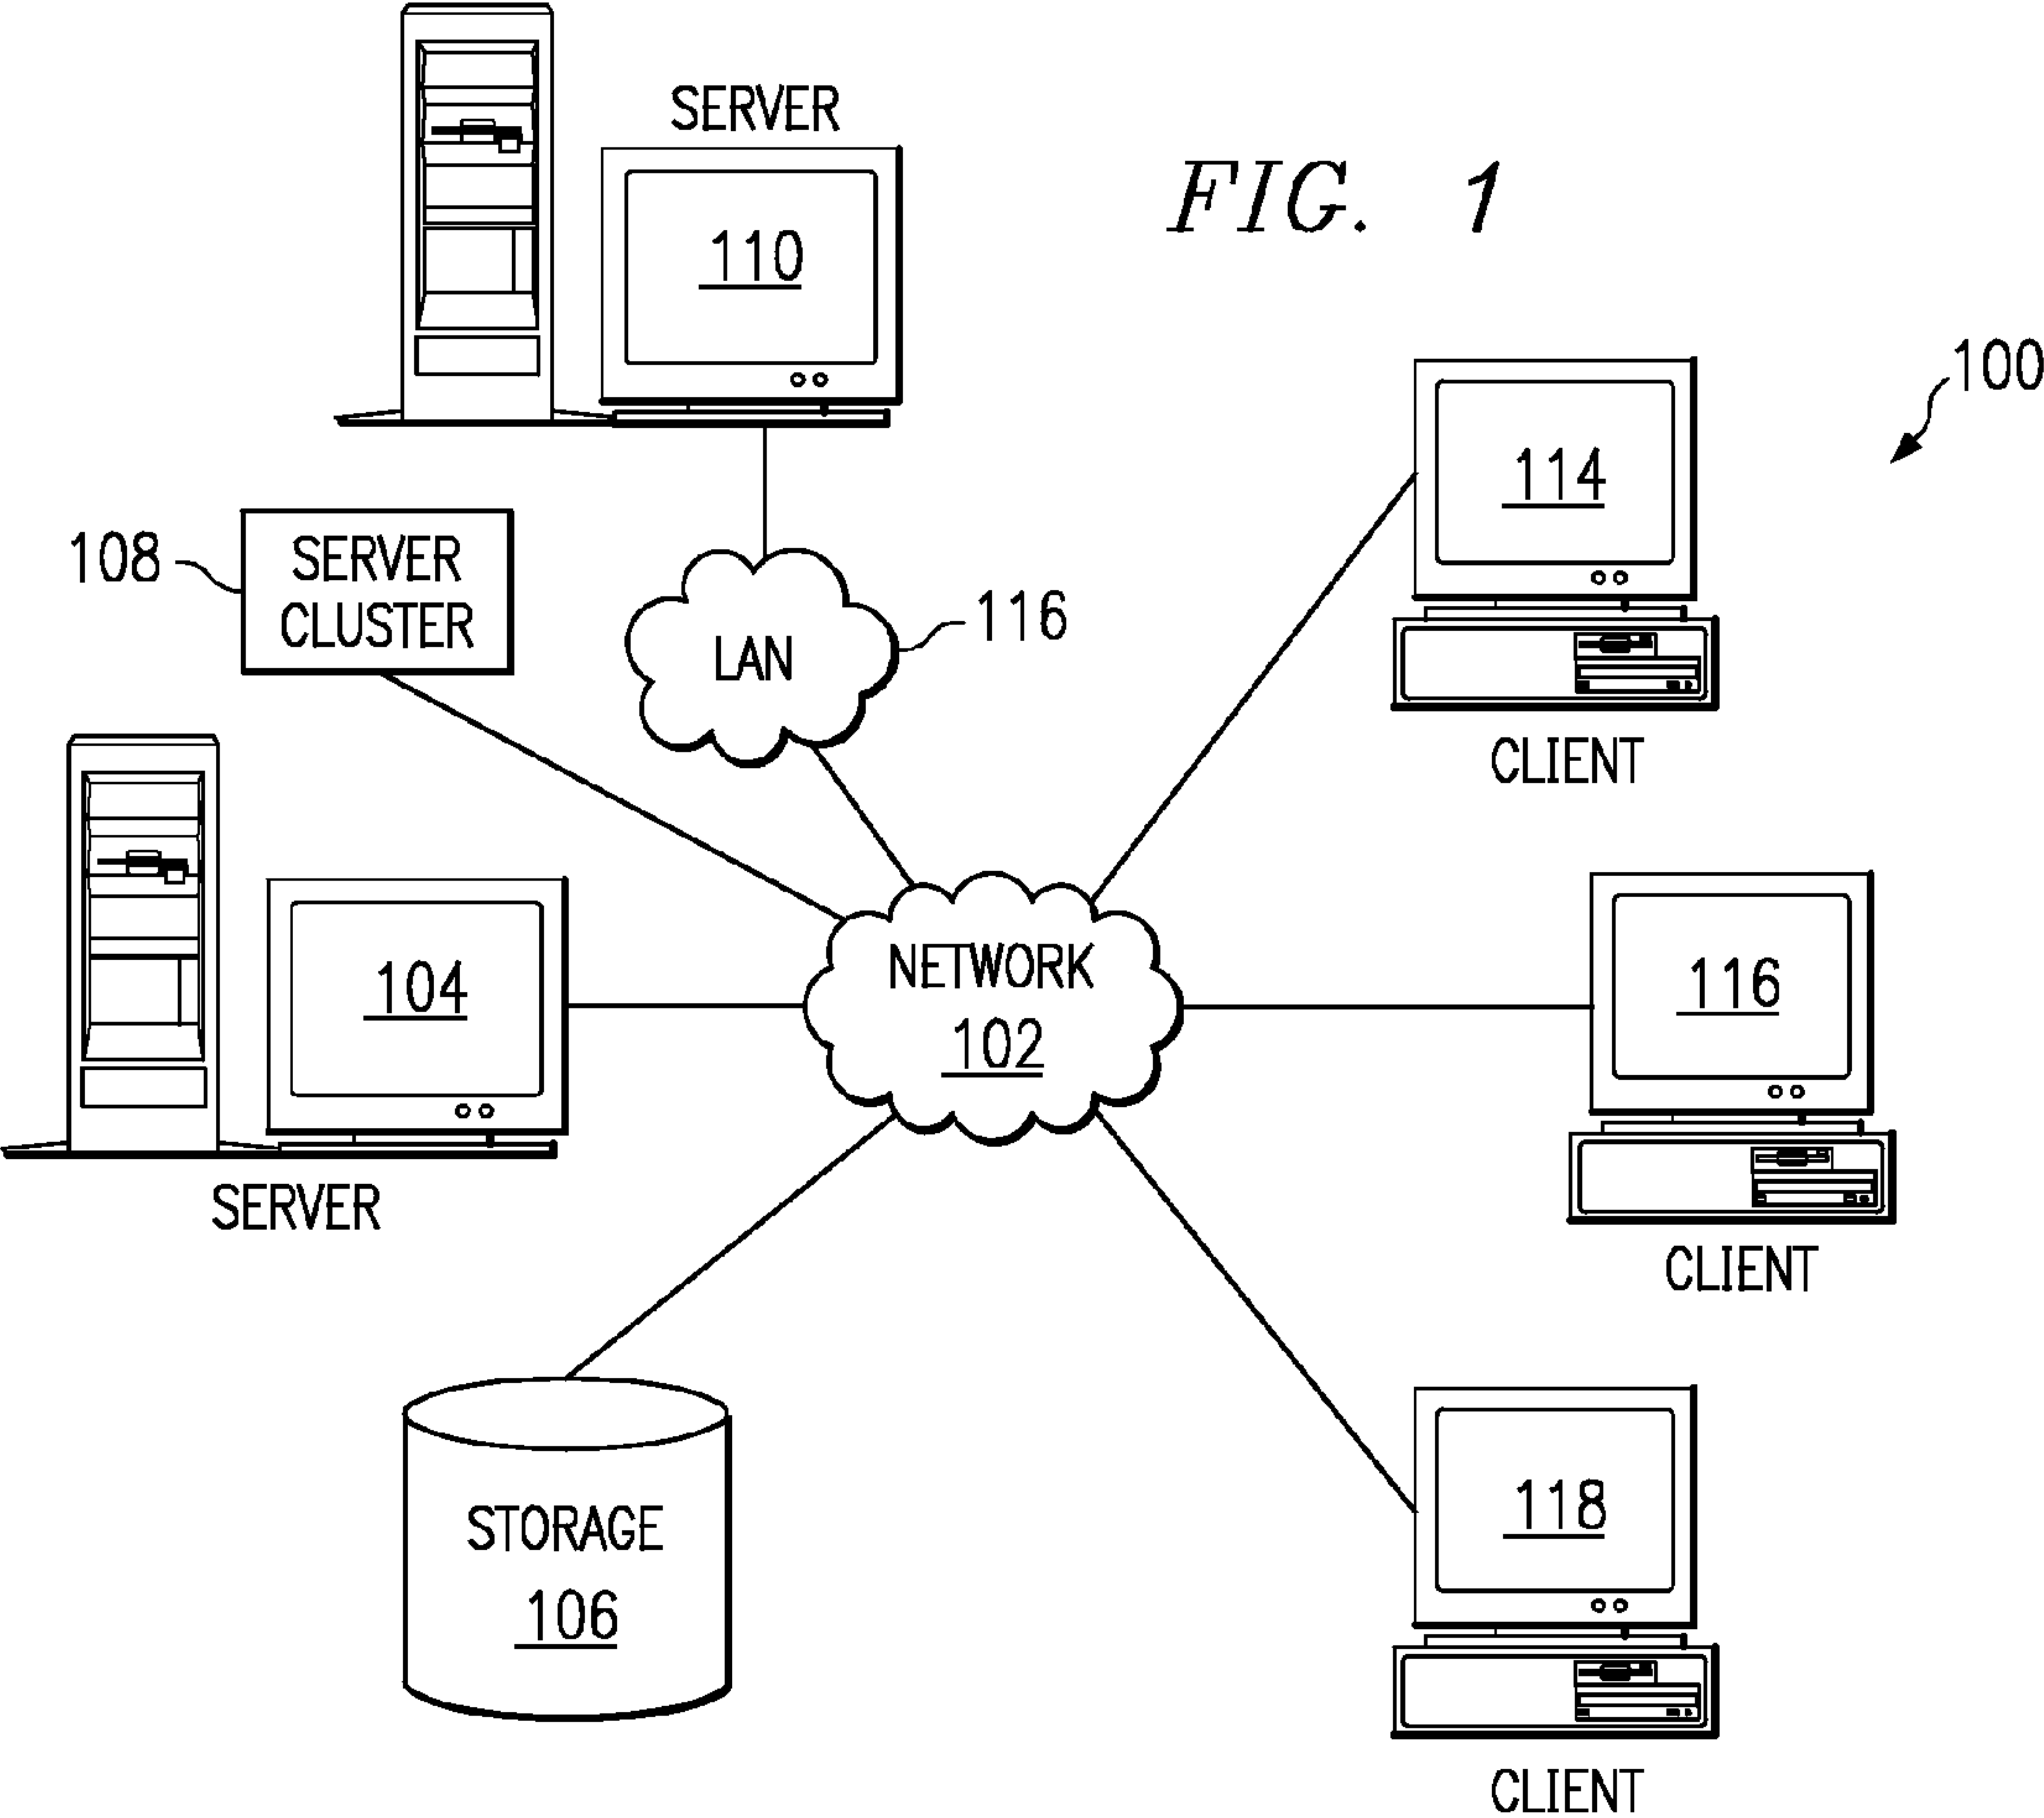 SERVER
FIG. 1
110
100
114
108
SERVER
CLUSTER
116
LAN
CLIENT
NETWORK
102
104
116
SERVER
CLIENT
STORAGE
106
118
CLIENT